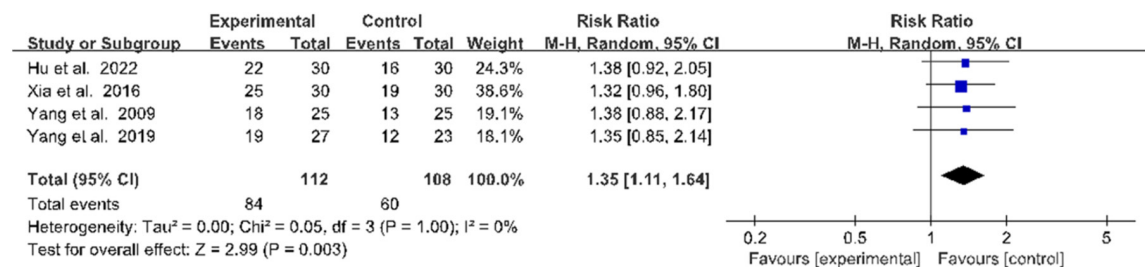 Experimental Control Risk Ratio Risk Ratio
Study or Subgroup Events Total Events Total Weight M-H, Random, 95% CI M-H, Random, 95% CI
Hu et al. 2022 22 30 16 30 24.3% 1.38 [0.92, 2.05]
Xia et al. 2016 25 30 19 30 38.6% 1.32 [0.96, 1.80]
Yang et al. 2009 18 25 13 25 19.1% 1.38 [0.88, 2.17]
Yang et al. 2019 19 27 12 23 18.1% 1.35 [0.85, 2.14]
Total (95% CI) 112 108 100.0% 1.35 [1.11, 1.64]
Total events 84 60
Heterogeneity: Tau² = 0.00; Chi² = 0.05, df = 3 (P = 1.00); I² = 0%
Test for overall effect: Z = 2.99 (P = 0.003)
0.2 0.5 1 2 5
Favours [experimental] Favours [control]